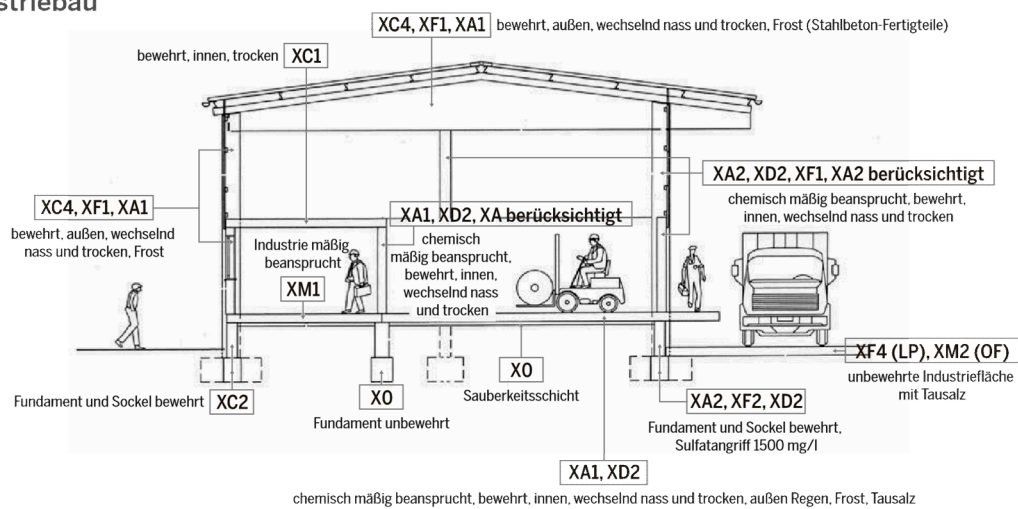 XC4, XF1, XA1 bewehrt, außen, wechselnd nass und trocken, Frost (Stahlbeton-Fertigteile)
bewehrt, innen, trocken XC1
XA2, XD2, XF1, XA2 berücksichtigt
chemisch mäßig beansprucht, bewehrt,
innen, wechselnd nass und trocken
XC4, XF1, XA1
bewehrt, außen, wechselnd
nass und trocken, Frost
XA1, XD2, XA berücksichtigt
chemisch
mäßig beansprucht,
bewehrt, innen,
wechselnd nass
und trocken
Industrie mäßig
beansprucht
XM1
XF4 (LP), XM2 (OF)
unbewehrte Industriefläche
mit Tausalz
X0
Sauberkeitsschicht
Fundament und Sockel bewehrt XC2
X0
Fundament unbewehrt
XA2, XF2, XD2
Fundament und Sockel bewehrt,
Sulfatangriff 1500 mg/l
XA1, XD2
chemisch mäßig beansprucht, bewehrt, innen, wechselnd nass und trocken, außen Regen, Frost, Tausalz